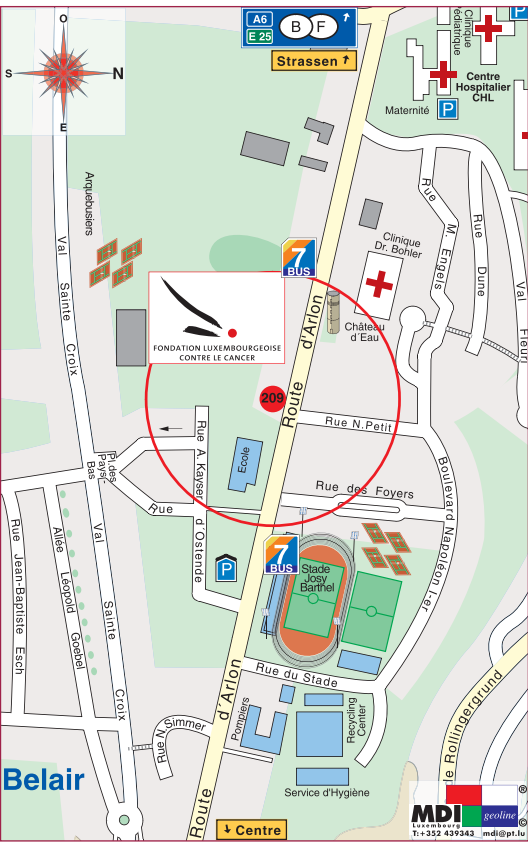 O
S
N
E
A6
E 25
B
F
Strassen
Clinique
Pédiatrique
P
Centre
Hospitalier
CHL
Maternité
P
Arquebusiers
Val Sainte Croix
Rue M. Engels
Rue Dune
Val Fleuri
Clinique
Dr. Bohler
7
BUS
Château
d'Eau
FONDATION LUXEMBOURGEOISE
CONTRE LE CANCER
Route d'Arlon
209
Rue N.Petit
Rue A. Kayser
Ecole
Pl.des
Pays-
Bas
Rue des Foyers
Boulevard Napoléon I-er
Rue d'Ostende
Rue Jean-Baptiste Esch
Allée Léopold Goebel
Val Sainte Croix
P
7
BUS
Stade
Josy
Barthel
Rue du Stade
Route d'Arlon
Pompiers
Recycling
Center
Rue N.Simmer
Service d'Hygiène
Belair
Centre
MDI
Luxembourg
geoline
®
©
T:+352 439343 mdi@pt.lu